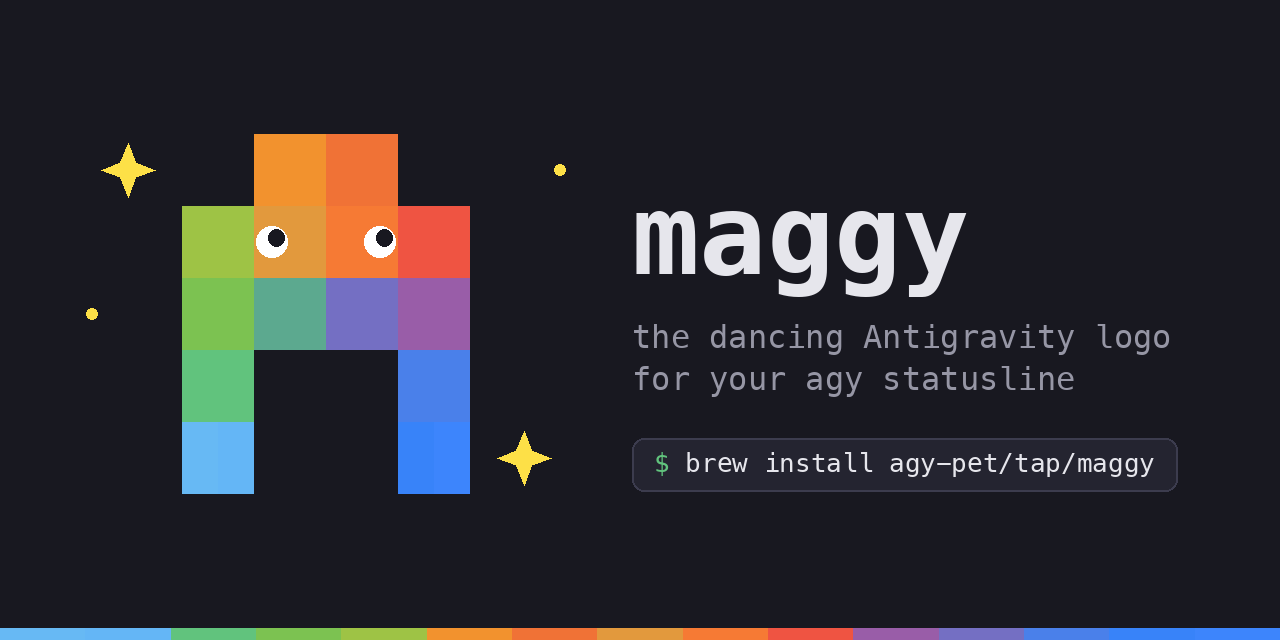 maggy
the dancing Antigravity logo
for your agy statusline
$ brew install agy-pet/tap/maggy